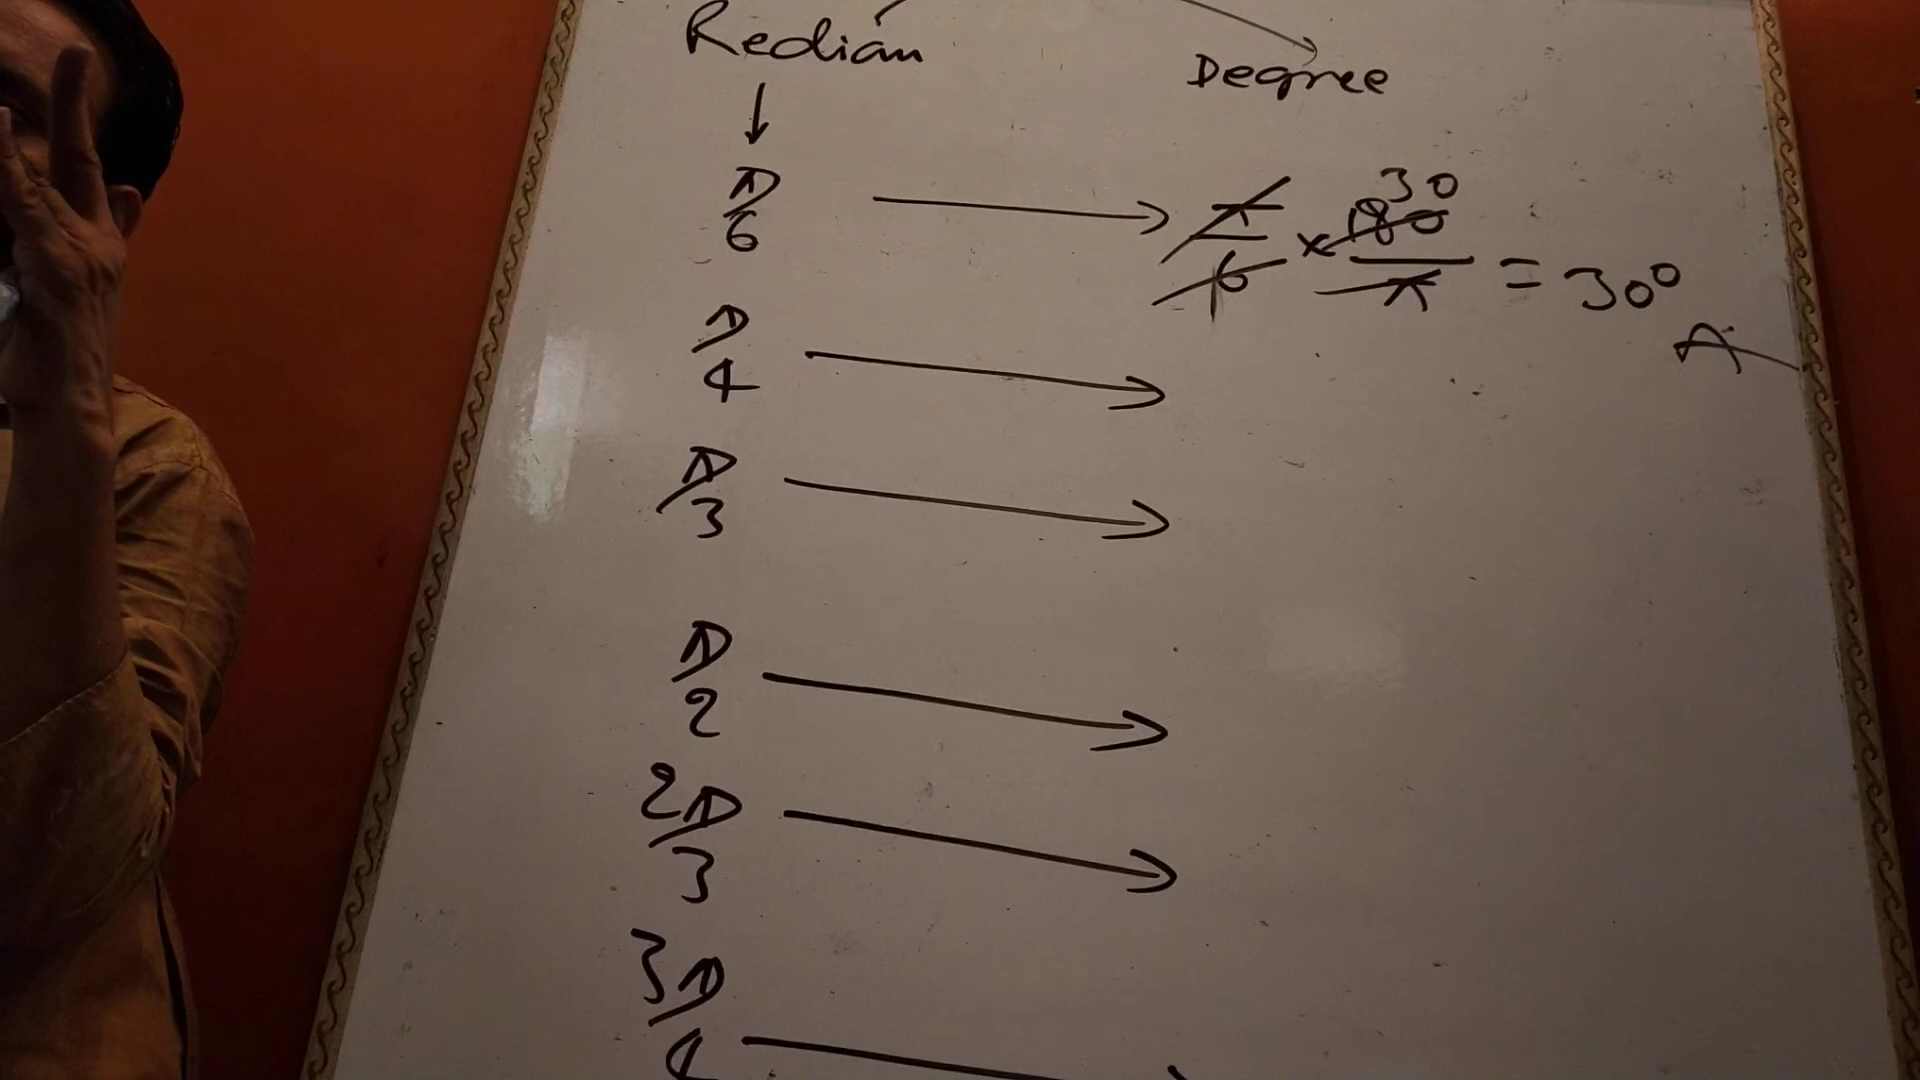 Redian
Degree
π/6 → π/6 × 180/π = 30°
30
π/4 →
π/3 →
π/2 →
2π/3 →
3π/4 →